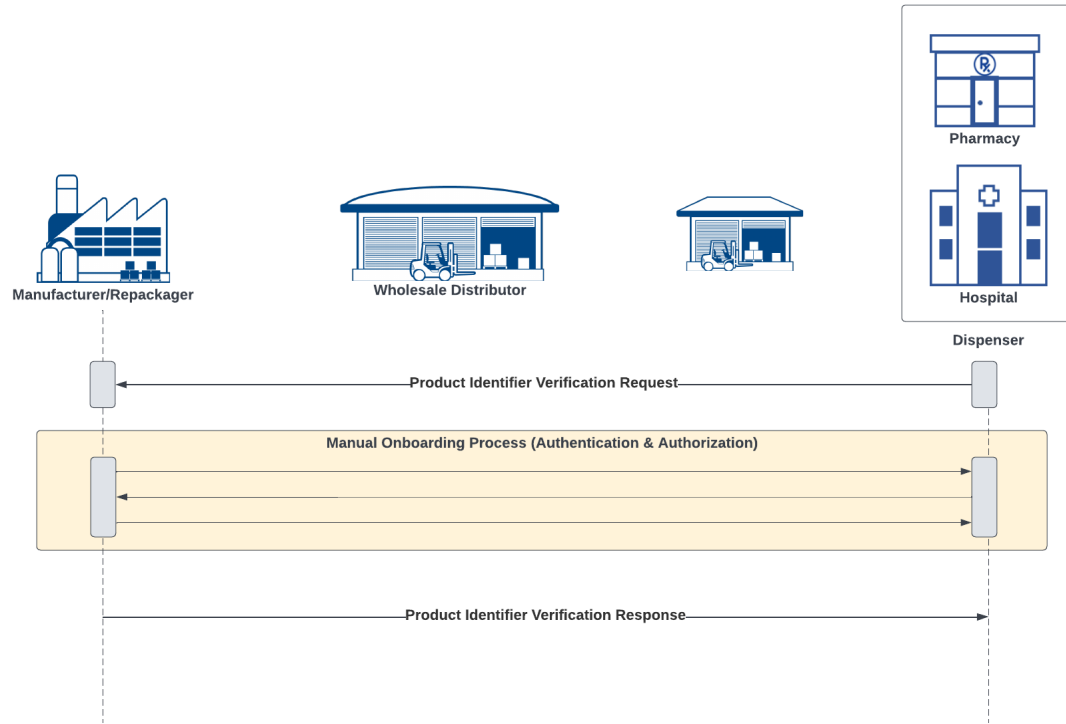 ℞
Pharmacy
Manufacturer/Repackager
Wholesale Distributor
Hospital
Dispenser
Product Identifier Verification Request
Manual Onboarding Process (Authentication & Authorization)
Product Identifier Verification Response